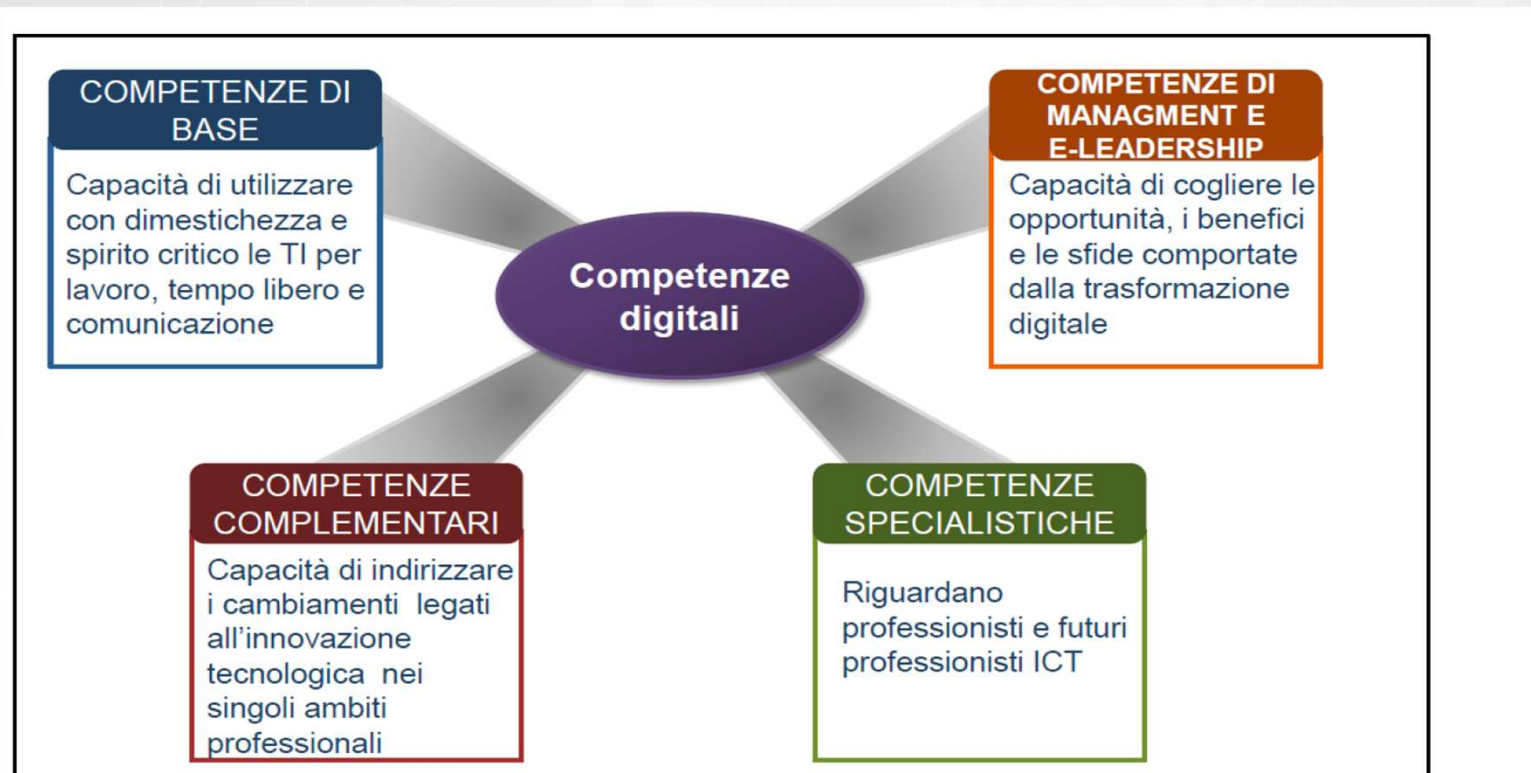 COMPETENZE DI
BASE
Capacità di utilizzare
con dimestichezza e
spirito critico le TI per
lavoro, tempo libero e
comunicazione
COMPETENZE DI
MANAGMENT E
E-LEADERSHIP
Capacità di cogliere le
opportunità, i benefici
e le sfide comportate
dalla trasformazione
digitale
Competenze
digitali
COMPETENZE
COMPLEMENTARI
Capacità di indirizzare
i cambiamenti legati
all'innovazione
tecnologica nei
singoli ambiti
professionali
COMPETENZE
SPECIALISTICHE
Riguardano
professionisti e futuri
professionisti ICT